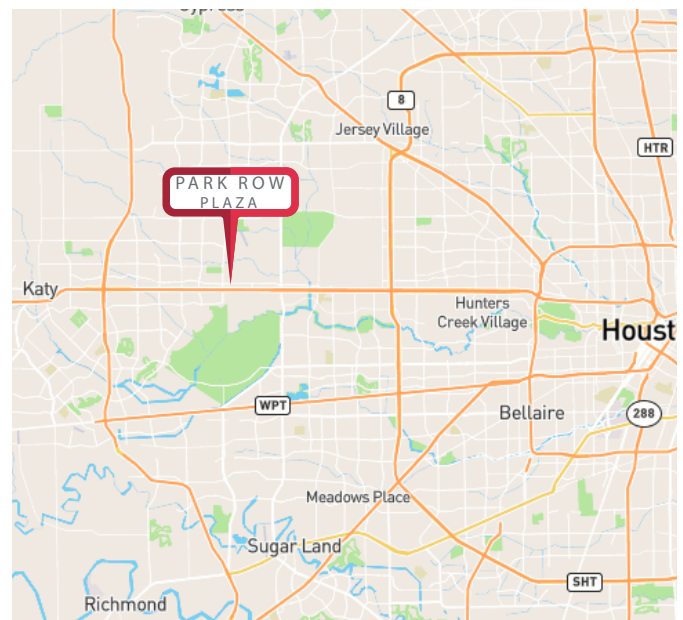 Cypress
8
Jersey Village
HTR
PARK ROW
PLAZA
Katy
Hunters
Creek Village
Houst
WPT
Bellaire
288
Meadows Place
Sugar Land
SHT
Richmond